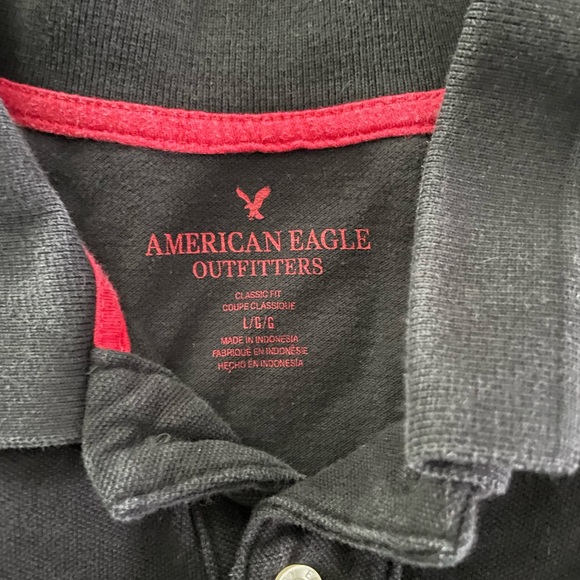 AMERICAN EAGLE
OUTFITTERS
CLASSIC FIT
COUPE CLASSIQUE
L/G/G
MADE IN INDONESIA
FABRIQUÉ EN INDONÉSIE
HECHO EN INDONESIA